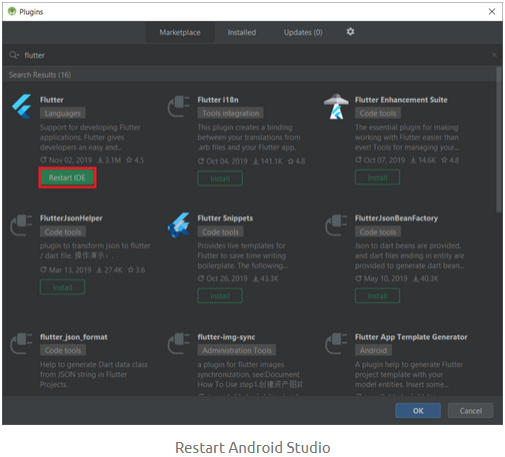 Plugins
Marketplace Installed Updates (0)
flutter
Search Results (16)
Flutter
Languages
Support for developing Flutter
applications. Flutter gives
developers an easy and...
Nov 02, 2019 3.1M 4.5
Restart IDE
Flutter i18n
Tools integration
This plugin creates a binding
between your translations from
.arb files and your Flutter app.
Oct 04, 2019 141.1K 4.8
Install
Flutter Enhancement Suite
Code tools
The essential plugin for making
working with Flutter easier than
ever! Tools for managing your...
Oct 07, 2019 14.6K 4.8
Install
FlutterJsonHelper
Code tools
plugin to transform json to flutter
/ dart file. 操作演示：.
Mar 13, 2019 27.4K 3.6
Install
Flutter Snippets
Code tools
Provides live templates for
Flutter to save time writing
boilerplate. The following...
Oct 26, 2019 43.3K
Install
FlutterJsonBeanFactory
Code tools
Json to dart beans are provided,
and dart files ending in entity are
provided to generate dart bean...
May 10, 2019 40.3K
Install
flutter_json_format
Code tools
Help to generate Dart data class
from JSON string in Flutter
Projects.
flutter-img-sync
Administration Tools
a plugin for flutter images
synchronization, see:Document
How To Use step1.创建资产图片
Flutter App Template Generator
Android
A plugin help to generate Flutter
project template with your
model entities. Insert some...
OK Cancel
Restart Android Studio